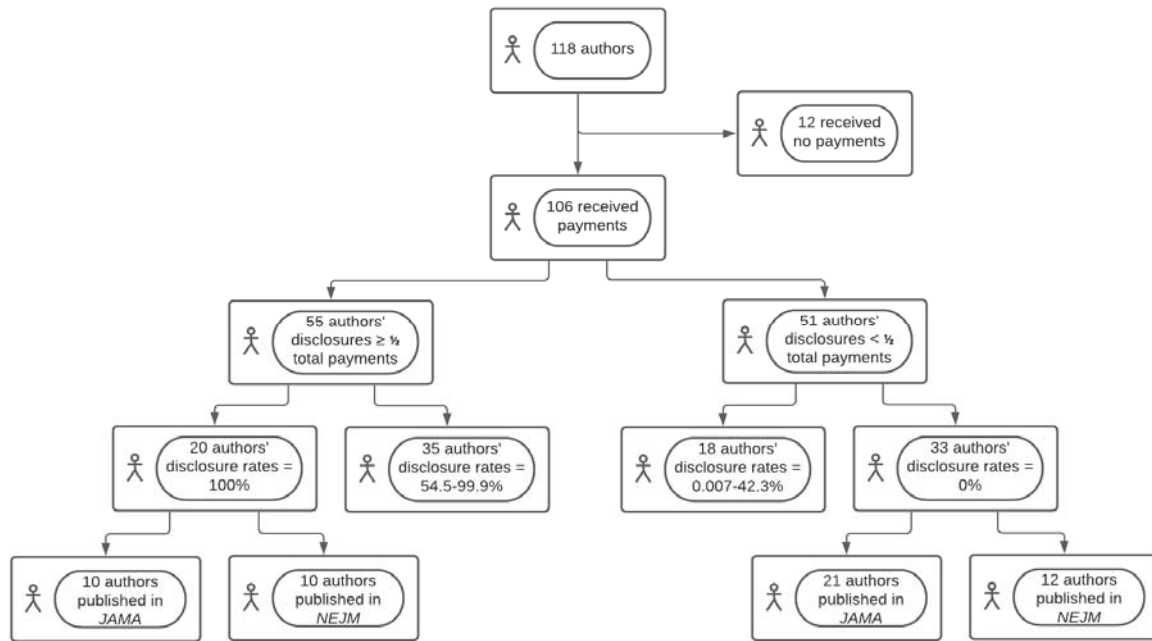 118 authors
12 received
no payments
106 received
payments
55 authors'
disclosures ≥ ½
total payments
51 authors'
disclosures < ½
total payments
20 authors'
disclosure rates =
100%
35 authors'
disclosure rates =
54.5-99.9%
18 authors'
disclosure rates =
0.007-42.3%
33 authors'
disclosure rates =
0%
10 authors
published in
JAMA
10 authors
published in
NEJM
21 authors
published in
JAMA
12 authors
published in
NEJM